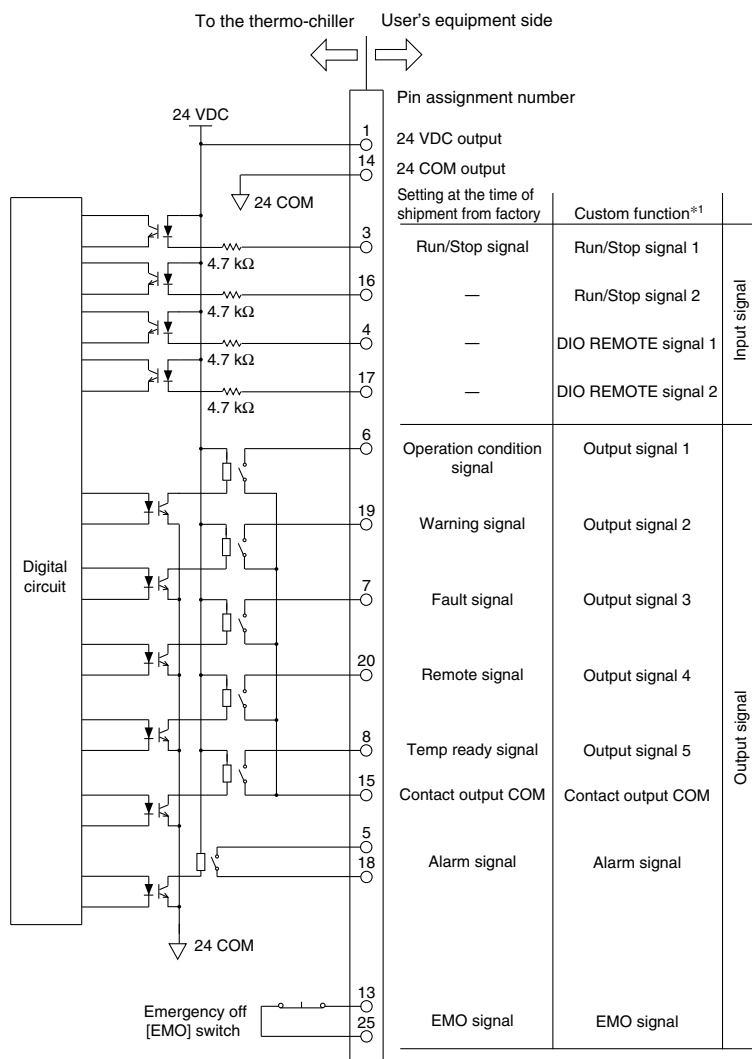 To the thermo-chiller
User's equipment side
Pin assignment number
24 VDC
1
24 VDC output
14
24 COM output
24 COM
Setting at the time of
shipment from factory
Custom function*1
3
Run/Stop signal
Run/Stop signal 1
4.7 kΩ
16
—
Run/Stop signal 2
4.7 kΩ
4
—
DIO REMOTE signal 1
4.7 kΩ
17
—
DIO REMOTE signal 2
4.7 kΩ
Input signal
6
Operation condition
signal
Output signal 1
19
Warning signal
Output signal 2
Digital
circuit
7
Fault signal
Output signal 3
20
Remote signal
Output signal 4
8
Temp ready signal
Output signal 5
15
Contact output COM
Contact output COM
5
18
Alarm signal
Alarm signal
Output signal
24 COM
Emergency off
[EMO] switch
13
25
EMO signal
EMO signal